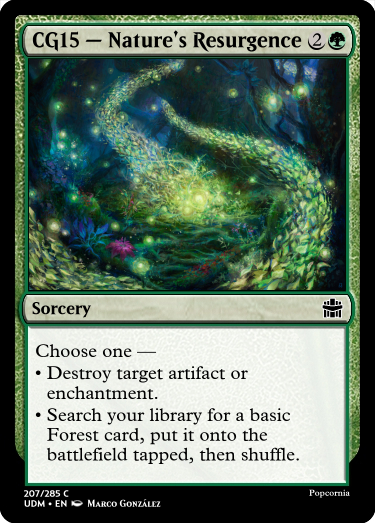 CG15 — Nature's Resurgence 2
Sorcery
Choose one —
• Destroy target artifact or
enchantment.
• Search your library for a basic
Forest card, put it onto the
battlefield tapped, then shuffle.
207/285 C
Popcornia
UDM • EN Marco González